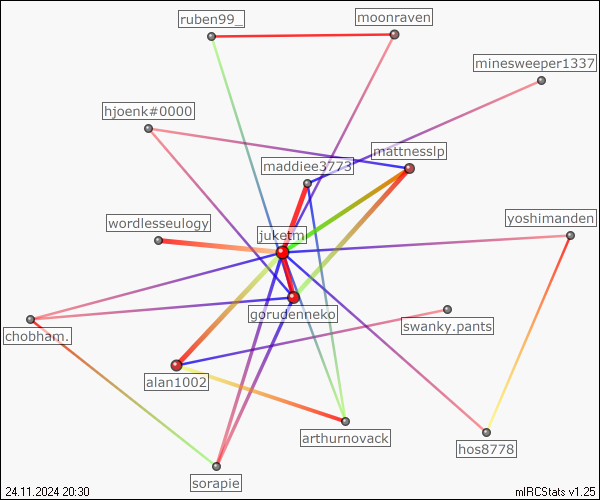 ruben99_
moonraven
minesweeper1337
hjoenk#0000
mattnesslp
maddiee3773
wordlesseulogy
yoshimanden
juketm
gorudenneko
swanky.pants
chobham.
alan1002
arthurnovack
hos8778
sorapie
24.11.2024 20:30
mIRCStats v1.25